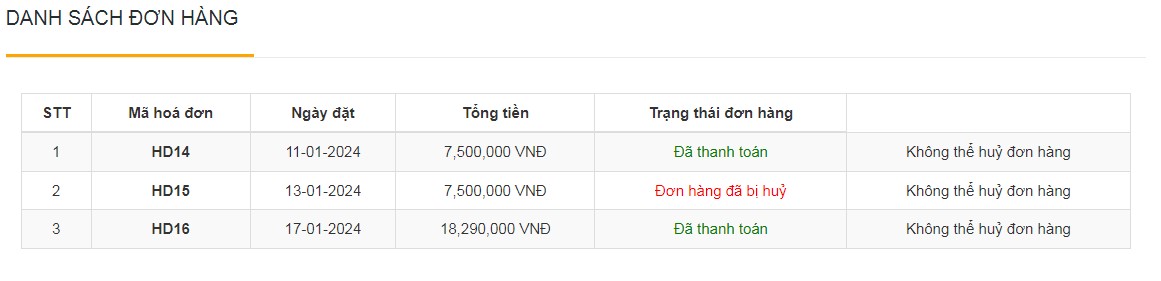 DANH SÁCH ĐƠN HÀNG
STT Mã hoá đơn Ngày đặt Tổng tiền Trạng thái đơn hàng
1 HD14 11-01-2024 7,500,000 VNĐ Đã thanh toán Không thể huỷ đơn hàng
2 HD15 13-01-2024 7,500,000 VNĐ Đơn hàng đã bị huỷ Không thể huỷ đơn hàng
3 HD16 17-01-2024 18,290,000 VNĐ Đã thanh toán Không thể huỷ đơn hàng